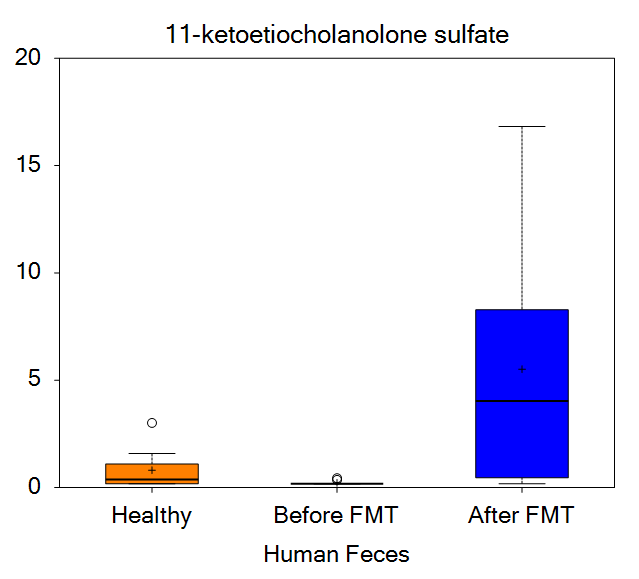 11-ketoetiocholanolone sulfate
20
15
10
5
0
Healthy Before FMT After FMT
Human Feces